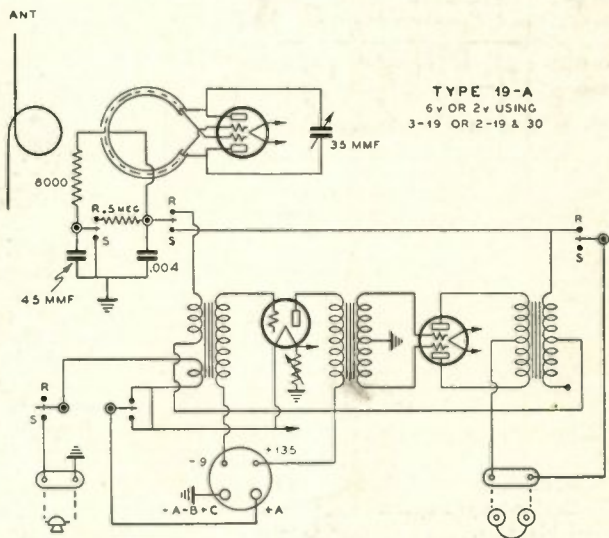 ANT
TYPE 19-A
6V OR 2V USING
3-19 OR 2-19 & 30
35 MMF
8000
R .5 MEG
S
R
S
R
S
45 MMF
.004
R
S
-9
+135
-A-B+C
+A